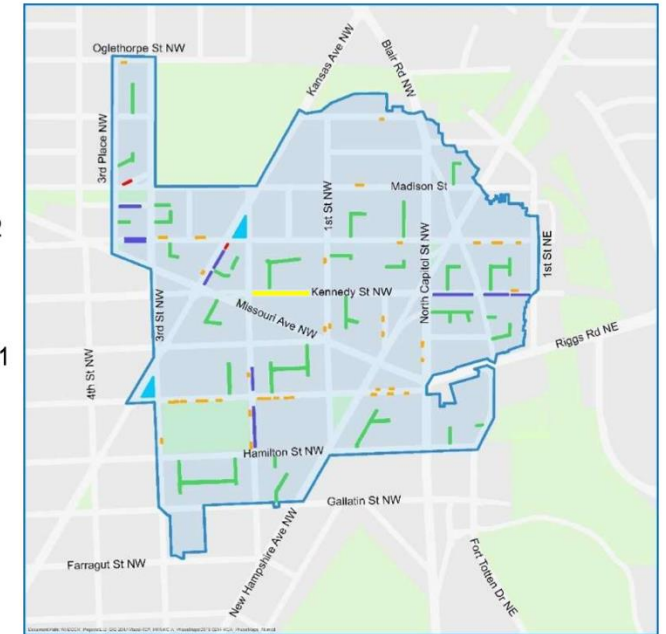 Oglethorpe St NW
Kansas Ave NW
Blair Rd NW
3rd Place NW
Madison St
1st St NW
2
North Capitol St NW
1st St NE
Kennedy St NW
Missouri Ave NW
3rd St NW
Riggs Rd NE
1
4th St NW
Hamilton St NW
Gallatin St NW
New Hampshire Ave NW
Farragut St NW
Fort Totten Dr NE